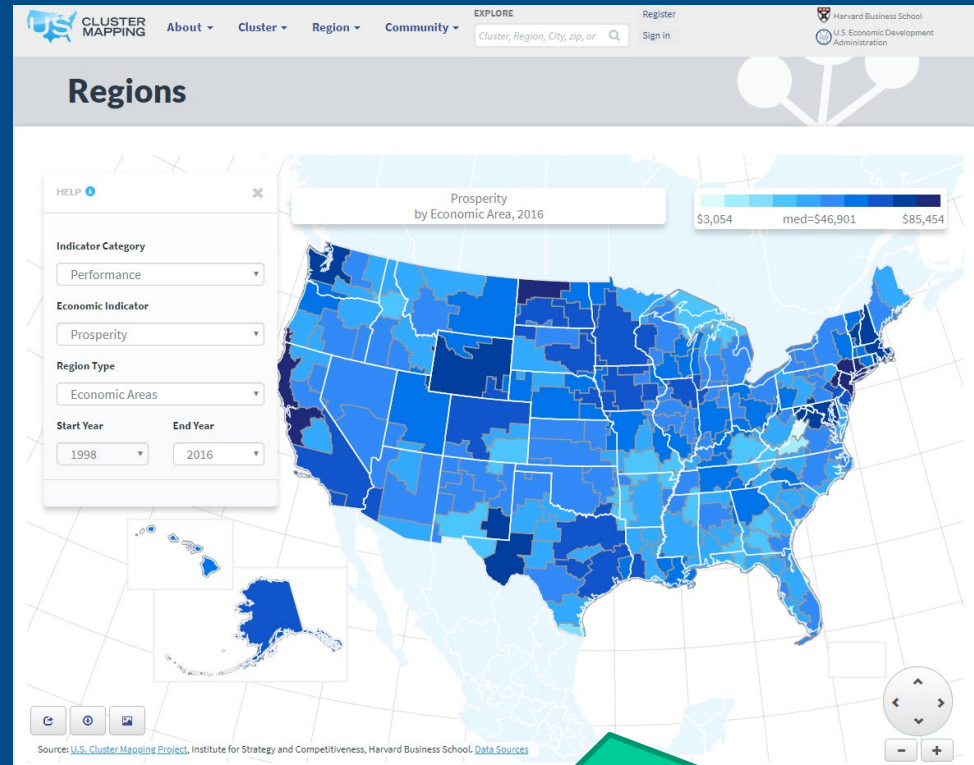 US CLUSTER MAPPING
About
Cluster
Region
Community
EXPLORE
Cluster, Region, City, zip, or
Register
Sign in
Harvard Business School
U.S. Economic Development
Administration
Regions
HELP
Prosperity
by Economic Area, 2016
$3,054 med=$46,901 $85,454
Indicator Category
Performance
Economic Indicator
Prosperity
Region Type
Economic Areas
Start Year End Year
1998 2016
Source: U.S. Cluster Mapping Project, Institute for Strategy and Competitiveness, Harvard Business School. Data Sources